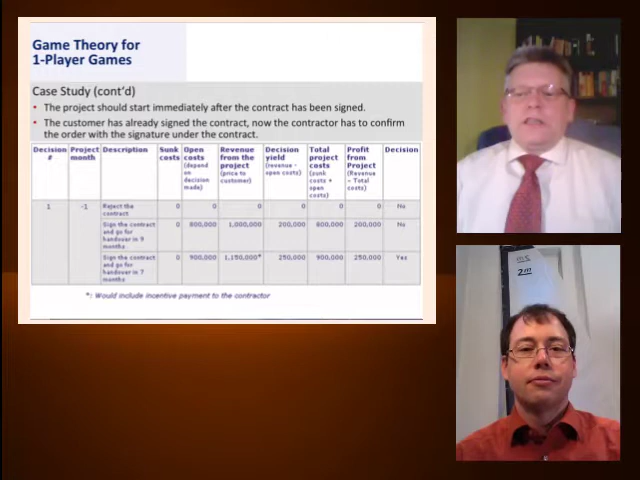 Game Theory for
1-Player Games
Case Study (cont'd)
• The project should start immediately after the contract has been signed.
• The customer has already signed the contract, now the contractor has to confirm
the order with the signature under the contract.
Decision # | Project month | Description | Sunk costs | Open costs (depend on decision made) | Revenue from the project (price to customer) | Decision yield (revenue - open costs) | Total project costs (sunk costs + open costs) | Profit from Project (Revenue - Total costs) | Decision
1 | -1 | Reject the contract | 0 | 0 | 0 | 0 | 0 | 0 | No
Sign the contract and go for handover in 9 months | 0 | 800,000 | 1,000,000 | 200,000 | 800,000 | 200,000 | No
Sign the contract and go for handover in 7 months | 0 | 900,000 | 1,150,000* | 250,000 | 900,000 | 250,000 | Yes
*: Would include incentive payment to the contractor